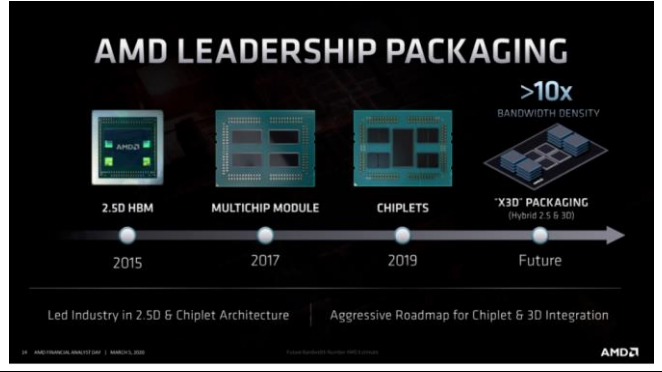 AMD LEADERSHIP PACKAGING
>10x
BANDWIDTH DENSITY
AMD
2.5D HBM
MULTICHIP MODULE
CHIPLETS
"X3D" PACKAGING
(Hybrid 2.5 & 3D)
2015
2017
2019
Future
Led Industry in 2.5D & Chiplet Architecture
Aggressive Roadmap for Chiplet & 3D Integration
24 AMD FINANCIAL ANALYST DAY | MARCH 5, 2020
AMD